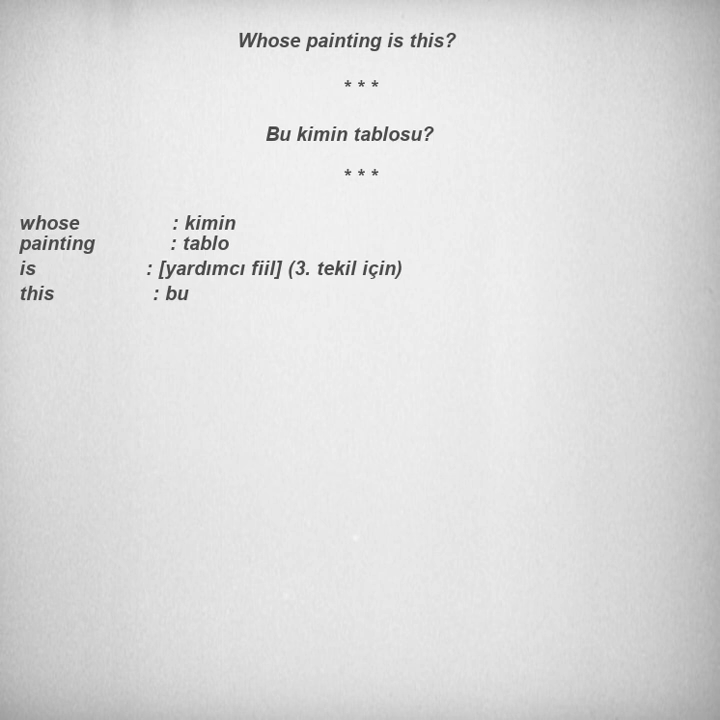 Whose painting is this?
* * *
Bu kimin tablosu?
* * *
whose : kimin
painting : tablo
is : [yardımcı fiil] (3. tekil için)
this : bu